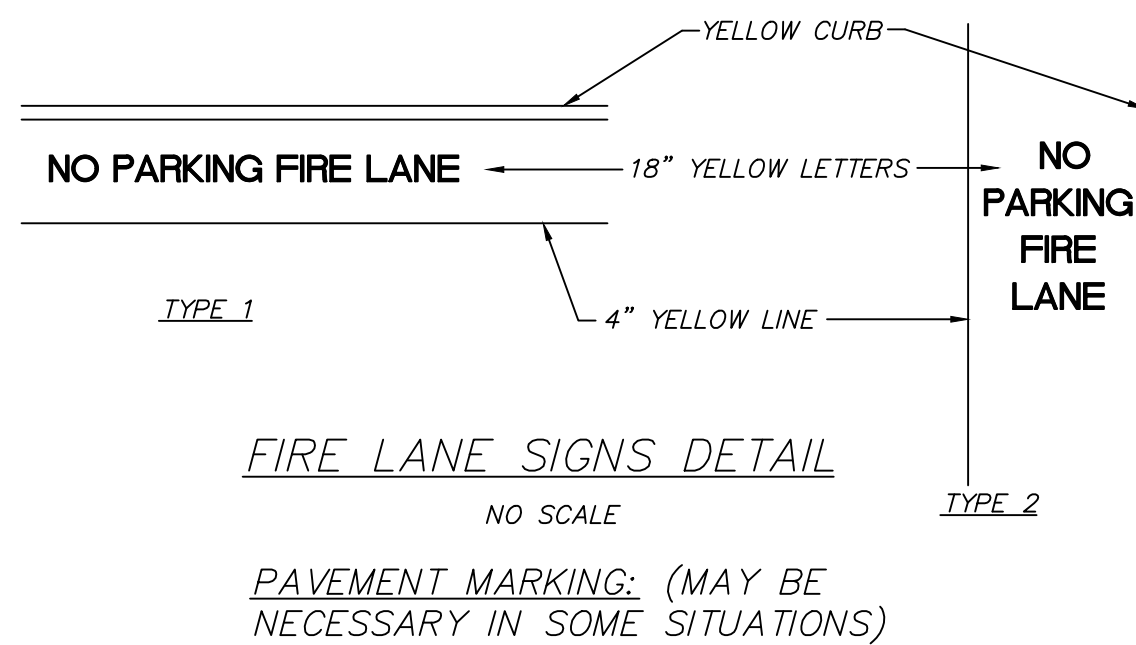 YELLOW CURB
NO PARKING FIRE LANE
18” YELLOW LETTERS
NO
PARKING
FIRE
LANE
TYPE 1
4” YELLOW LINE
FIRE LANE SIGNS DETAIL
NO SCALE
TYPE 2
PAVEMENT MARKING: (MAY BE
NECESSARY IN SOME SITUATIONS)